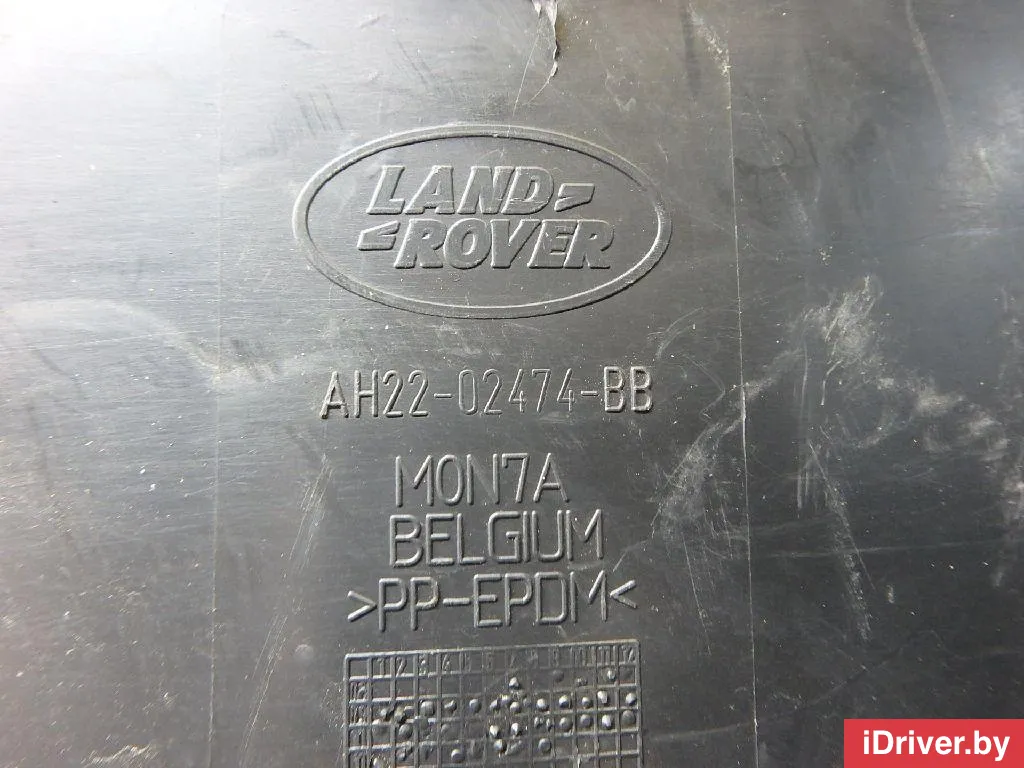 LAND
ROVER
AH22-02474-BB
M0N7A
BELGIUM
>PP-EPDM<
iDriver.by